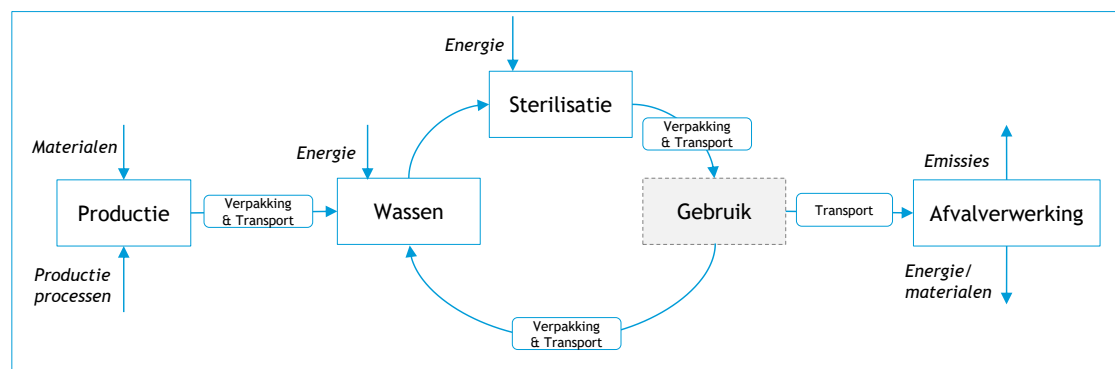 Energie
Sterilisatie
Verpakking
& Transport
Materialen
Energie
Emissies
Productie
Verpakking
& Transport
Wassen
Gebruik
Transport
Afvalverwerking
Productie
processen
Energie/
materialen
Verpakking
& Transport